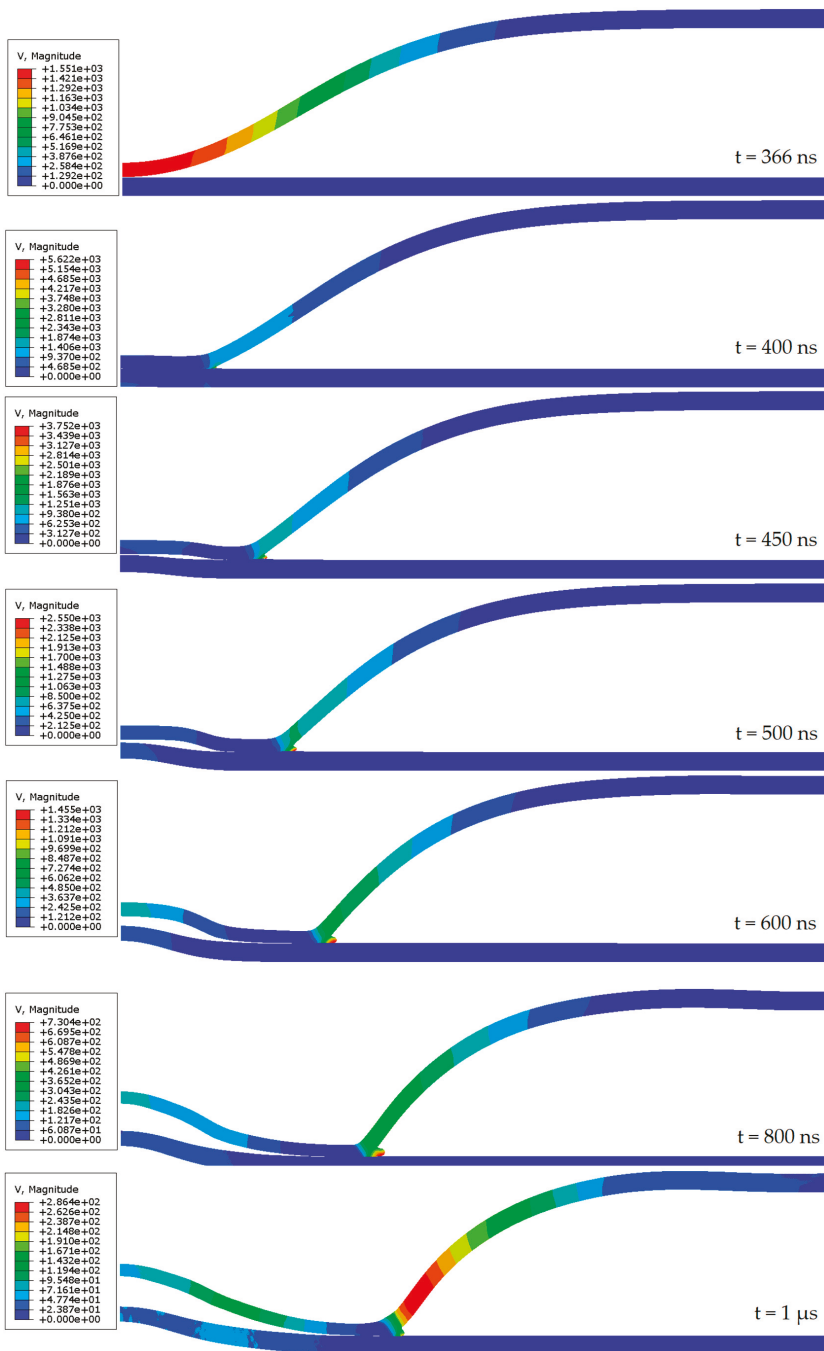 V, Magnitude
+1.551e+03
+1.421e+03
+1.292e+03
+1.163e+03
+1.034e+03
+9.045e+02
+7.753e+02
+6.461e+02
+5.169e+02
+3.876e+02
+2.584e+02
+1.292e+02
+0.000e+00
t = 366 ns
V, Magnitude
+5.622e+03
+5.154e+03
+4.685e+03
+4.217e+03
+3.748e+03
+3.280e+03
+2.811e+03
+2.343e+03
+1.874e+03
+1.406e+03
+9.370e+02
+4.685e+02
+0.000e+00
t = 400 ns
V, Magnitude
+3.752e+03
+3.439e+03
+3.127e+03
+2.814e+03
+2.501e+03
+2.189e+03
+1.876e+03
+1.563e+03
+1.251e+03
+9.380e+02
+6.253e+02
+3.127e+02
+0.000e+00
t = 450 ns
V, Magnitude
+2.550e+03
+2.338e+03
+2.125e+03
+1.913e+03
+1.700e+03
+1.488e+03
+1.275e+03
+1.063e+03
+8.500e+02
+6.375e+02
+4.250e+02
+2.125e+02
+0.000e+00
t = 500 ns
V, Magnitude
+1.455e+03
+1.334e+03
+1.212e+03
+1.091e+03
+9.699e+02
+8.487e+02
+7.274e+02
+6.062e+02
+4.850e+02
+3.637e+02
+2.425e+02
+1.212e+02
+0.000e+00
t = 600 ns
V, Magnitude
+7.304e+02
+6.695e+02
+6.087e+02
+5.478e+02
+4.869e+02
+4.261e+02
+3.652e+02
+3.043e+02
+2.435e+02
+1.826e+02
+1.217e+02
+6.087e+01
+0.000e+00
t = 800 ns
V, Magnitude
+2.864e+02
+2.626e+02
+2.387e+02
+2.148e+02
+1.910e+02
+1.671e+02
+1.432e+02
+1.194e+02
+9.548e+01
+7.161e+01
+4.774e+01
+2.387e+01
+0.000e+00
t = 1 µs